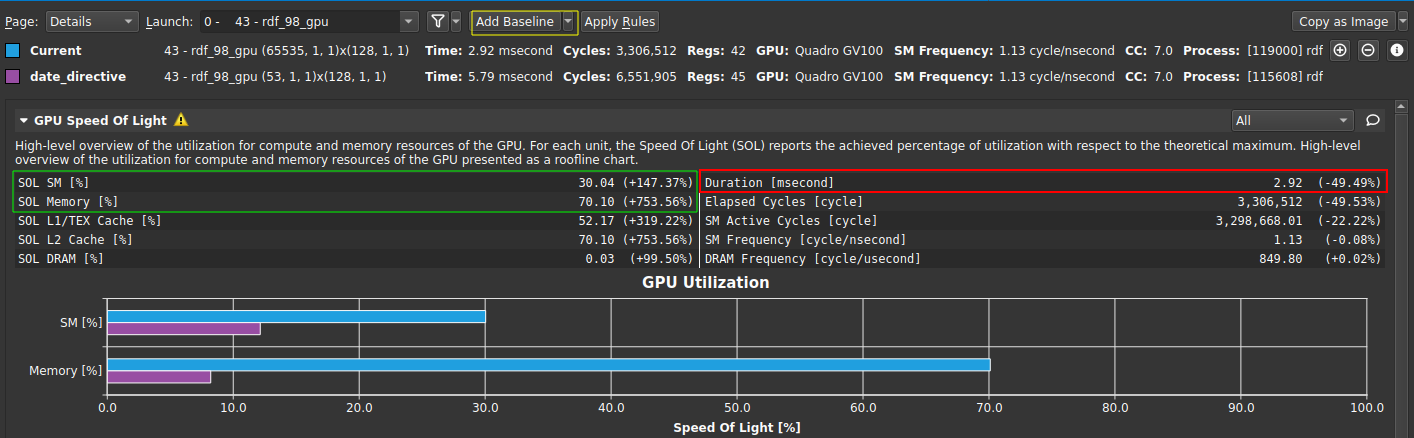 Page: Details Launch: 0 - 43 - rdf_98_gpu Add Baseline Apply Rules Copy as Image
Current 43 - rdf_98_gpu (65535, 1, 1)x(128, 1, 1) Time: 2.92 msecond Cycles: 3,306,512 Regs: 42 GPU: Quadro GV100 SM Frequency: 1.13 cycle/nsecond CC: 7.0 Process: [119000] rdf
date_directive 43 - rdf_98_gpu (53, 1, 1)x(128, 1, 1) Time: 5.79 msecond Cycles: 6,551,905 Regs: 45 GPU: Quadro GV100 SM Frequency: 1.13 cycle/nsecond CC: 7.0 Process: [115608] rdf
GPU Speed Of Light All
High-level overview of the utilization for compute and memory resources of the GPU. For each unit, the Speed Of Light (SOL) reports the achieved percentage of utilization with respect to the theoretical maximum. High-level
overview of the utilization for compute and memory resources of the GPU presented as a roofline chart.
SOL SM [%] 30.04 (+147.37%) Duration [msecond] 2.92 (-49.49%)
SOL Memory [%] 70.10 (+753.56%) Elapsed Cycles [cycle] 3,306,512 (-49.53%)
SOL L1/TEX Cache [%] 52.17 (+319.22%) SM Active Cycles [cycle] 3,298,668.01 (-22.22%)
SOL L2 Cache [%] 70.10 (+753.56%) SM Frequency [cycle/nsecond] 1.13 (-0.08%)
SOL DRAM [%] 0.03 (+99.50%) DRAM Frequency [cycle/usecond] 849.80 (+0.02%)
GPU Utilization
SM [%]
Memory [%]
0.0 10.0 20.0 30.0 40.0 50.0 60.0 70.0 80.0 90.0 100.0
Speed Of Light [%]